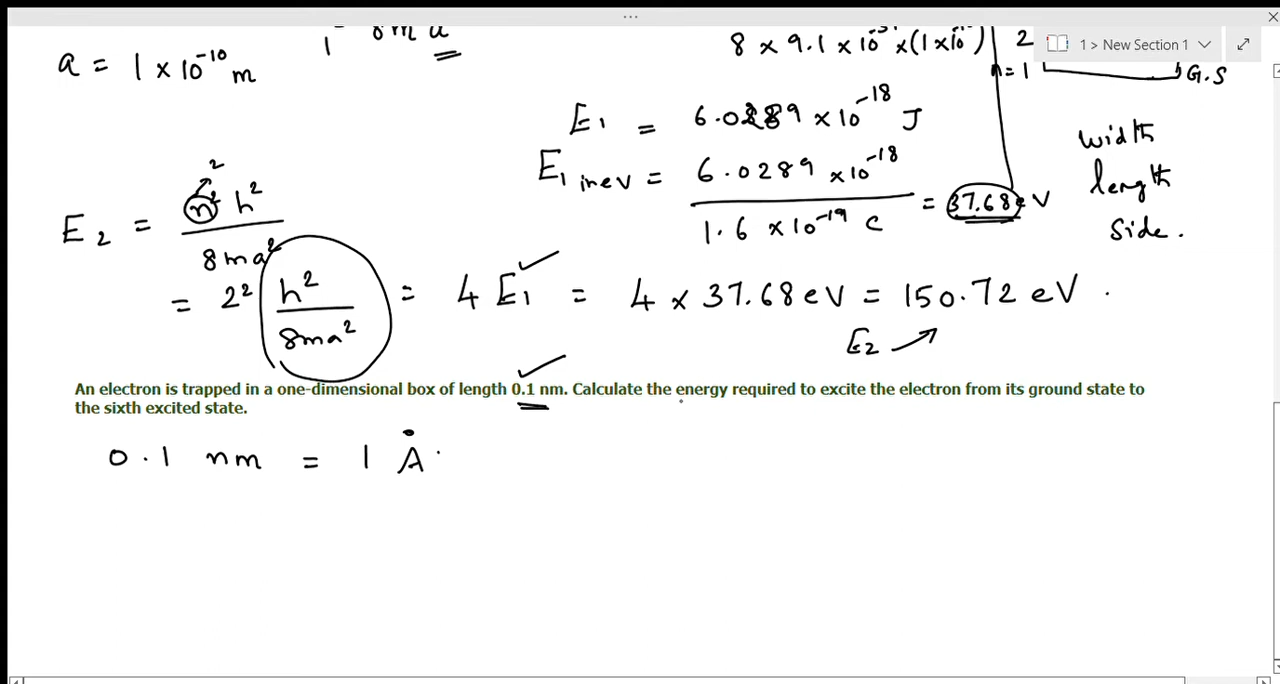 1 > New Section 1
a = 1 × 10⁻¹⁰ m
8 m a
8 × 9.1 × 10⁻³¹ × (1×10
2
n = 1
G.S
E₁ = 6.0289 × 10⁻¹⁸ J
E₁ in eV = 6.0289 × 10⁻¹⁸ / 1.6 × 10⁻¹⁹ C = 37.68 eV
width
length
side.
E₂ = n² h² / 8ma²
2
= 2² h² / 8ma² = 4 E₁ = 4 × 37.68 eV = 150.72 eV .
E₂
An electron is trapped in a one-dimensional box of length 0.1 nm. Calculate the energy required to excite the electron from its ground state to
the sixth excited state.
0.1 nm = 1 Å .